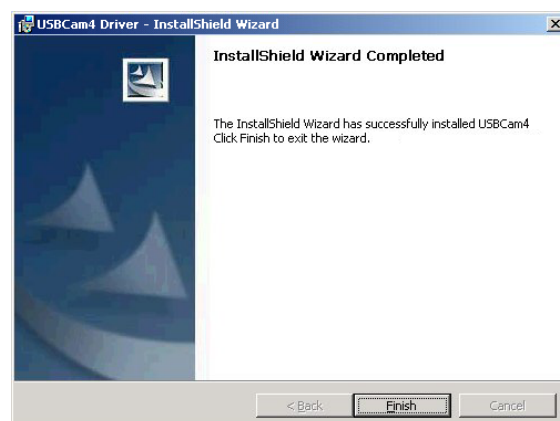 USBCam4 Driver - InstallShield Wizard
InstallShield Wizard Completed
The InstallShield Wizard has successfully installed USBCam4
Click Finish to exit the wizard.
< Back
Finish
Cancel